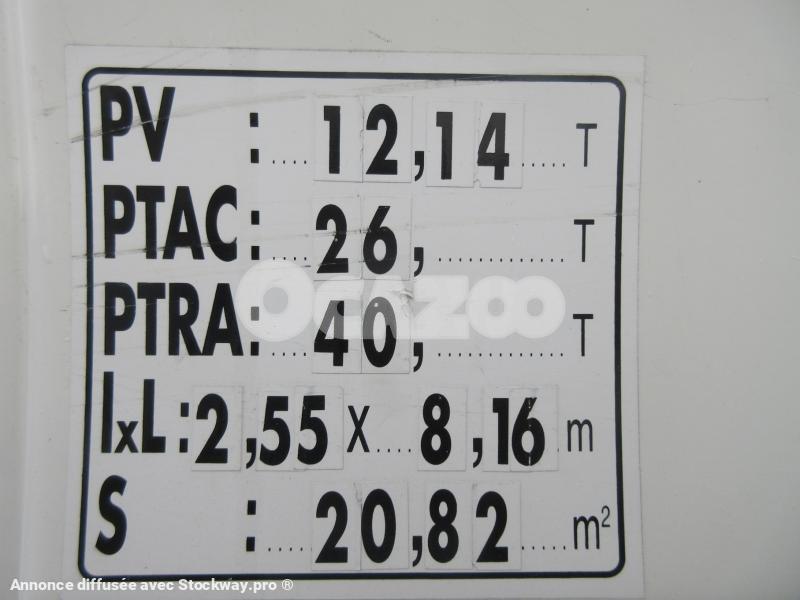 PV : .... 12,14 ..... T
PTAC : .... 26, ............. T
OCAZOO
PTRA : .... 40, ............. T
lxL : 2,55 x .... 8,16 . m
S : ..... 20,82 ..... m²
Annonce diffusée avec Stockway.pro ®